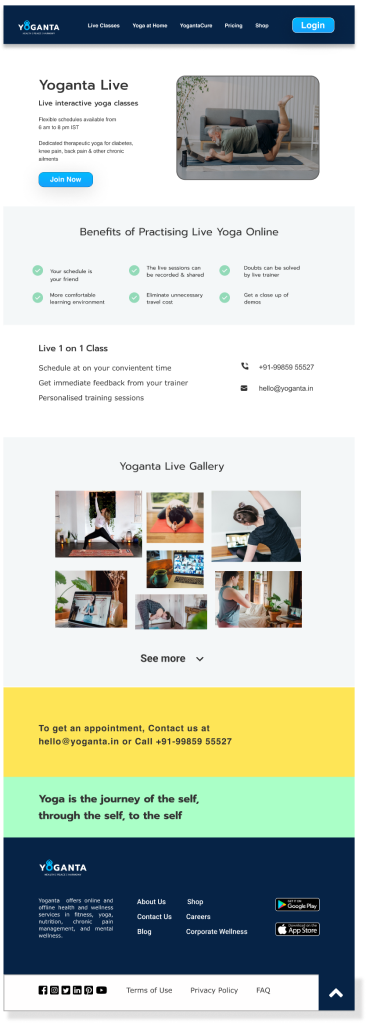 YOGANTA
Live Classes Yoga at Home YogantaCure Pricing Shop Login
Yoganta Live
Live interactive yoga classes
Flexible schedules available from
6 am to 8 pm IST
Dedicated therapeutic yoga for diabetes,
knee pain, back pain & other chronic
ailments
Join Now
Benefits of Practising Live Yoga Online
Your schedule is
your friend
The live sessions can
be recorded & shared
Doubts can be solved
by live trainer
More comfortable
learning environment
Eliminate unnecessary
travel cost
Get a close up of
demos
Live 1 on 1 Class
Schedule at on your convientent time
Get immediate feedback from your trainer
Personalised training sessions
+91-99859 55527
hello@yoganta.in
Yoganta Live Gallery
See more
To get an appointment, Contact us at
hello@yoganta.in or Call +91-99859 55527
Yoga is the journey of the self,
through the self, to the self
YOGANTA
Yoganta offers online and
offline health and wellness
services in fitness, yoga,
nutrition, chronic pain
management, and mental
wellness.
About Us
Contact Us
Blog
Shop
Careers
Corporate Wellness
GET IT ON
Google Play
Download on the
App Store
Terms of Use Privacy Policy FAQ